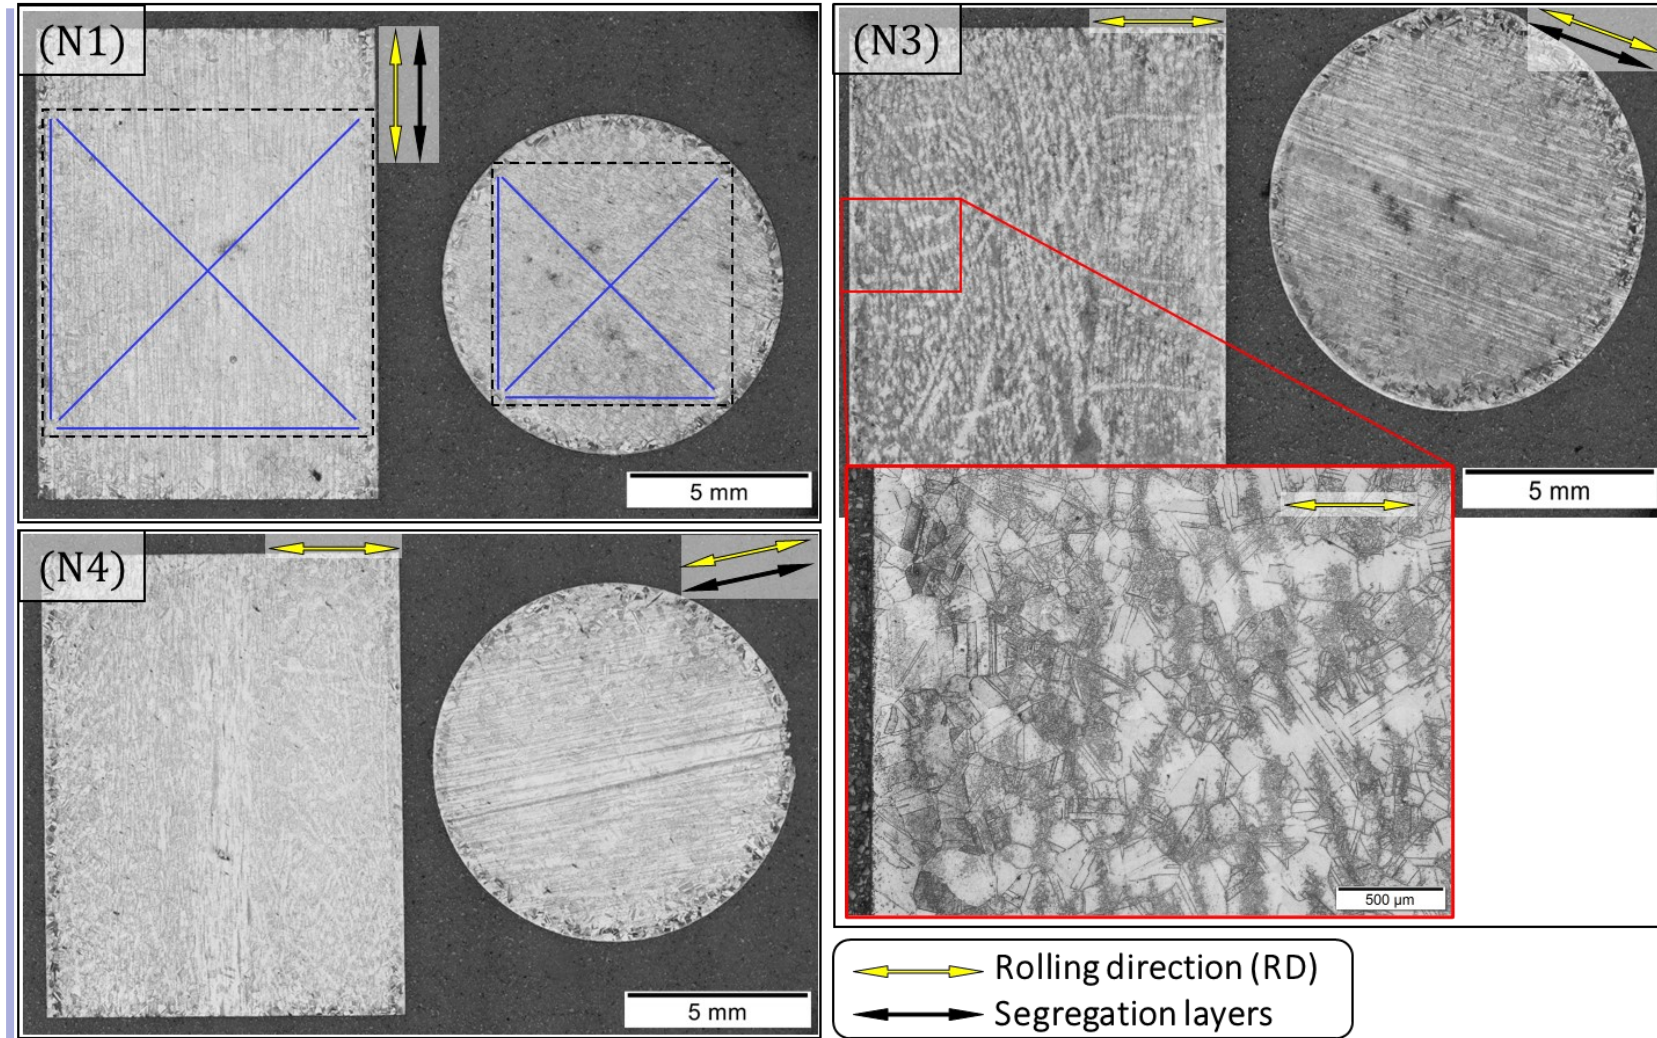 (N1)
5 mm
(N3)
5 mm
500 µm
(N4)
5 mm
Rolling direction (RD)
Segregation layers